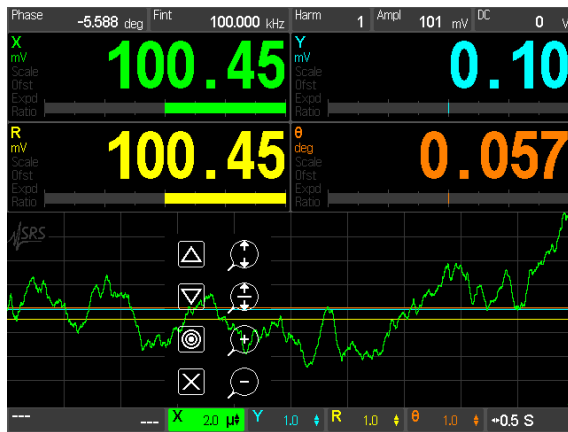 Phase -5.588 deg Fint 100.000 kHz Harm 1 Ampl 101 mV DC 0 V
X Y
mV 100.45 mV 0.10
Scale Scale
Ofst Ofst
Expd Expd
Ratio Ratio
R θ
mV 100.45 deg 0.057
Scale Scale
Ofst Ofst
Expd Expd
Ratio Ratio
SRS
--- --- X 2.0 µ Y 1.0 R 1.0 θ 1.0 0.5 S